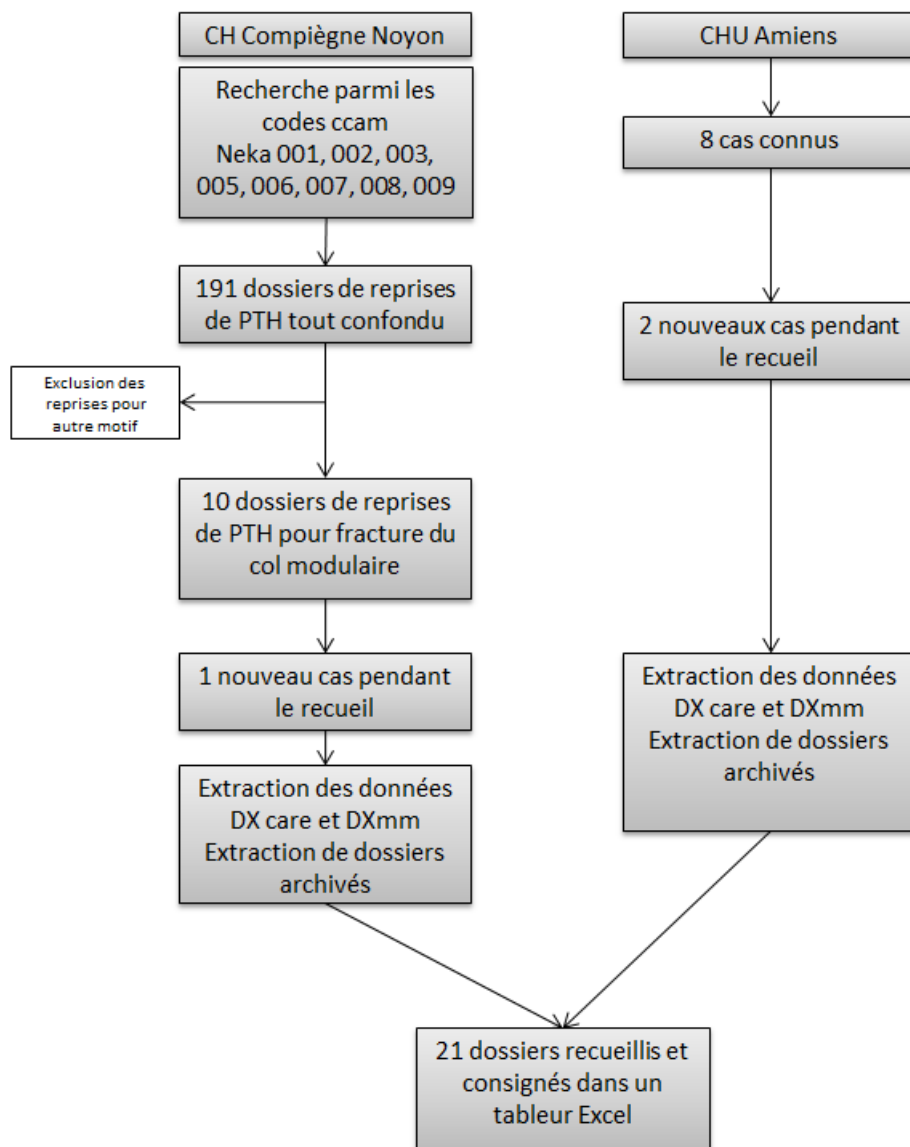 CH Compiègne Noyon
Recherche parmi les
codes ccam
Neka 001, 002, 003,
005, 006, 007, 008, 009
191 dossiers de reprises
de PTH tout confondu
Exclusion des
reprises pour
autre motif
10 dossiers de reprises
de PTH pour fracture du
col modulaire
1 nouveau cas pendant
le recueil
Extraction des données
DX care et DXmm
Extraction de dossiers
archivés
CHU Amiens
8 cas connus
2 nouveaux cas pendant
le recueil
Extraction des données
DX care et DXmm
Extraction de dossiers
archivés
21 dossiers recueillis et
consignés dans un
tableur Excel